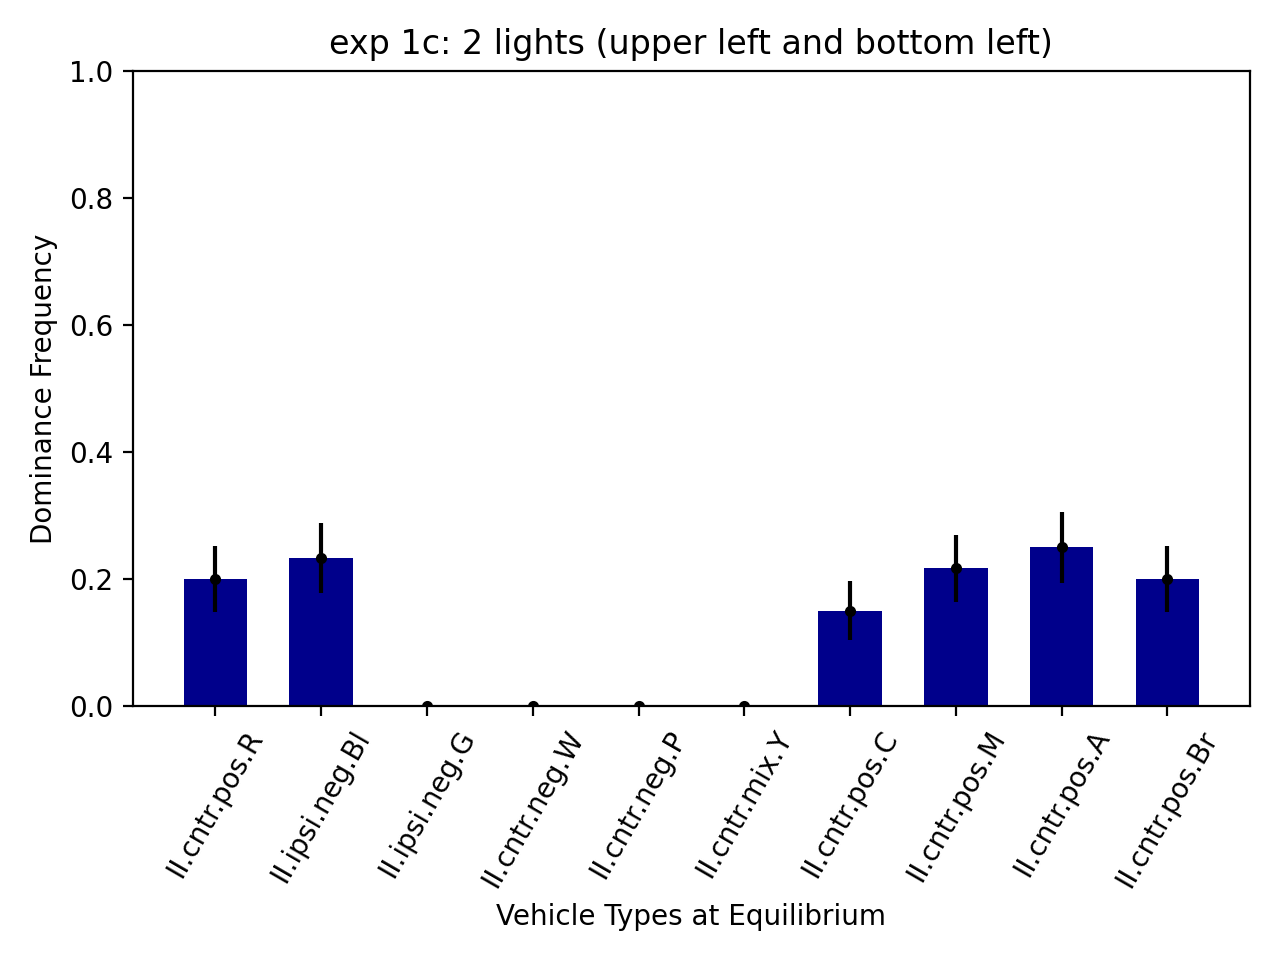 exp 1c: 2 lights (upper left and bottom left)
1.0
0.8
0.6
0.4
0.2
0.0
Dominance Frequency
II.cntr.pos.R
II.ipsi.neg.Bl
II.ipsi.neg.G
II.cntr.neg.W
II.cntr.neg.P
II.cntr.mix.Y
II.cntr.pos.C
II.cntr.pos.M
II.cntr.pos.A
II.cntr.pos.Br
Vehicle Types at Equilibrium